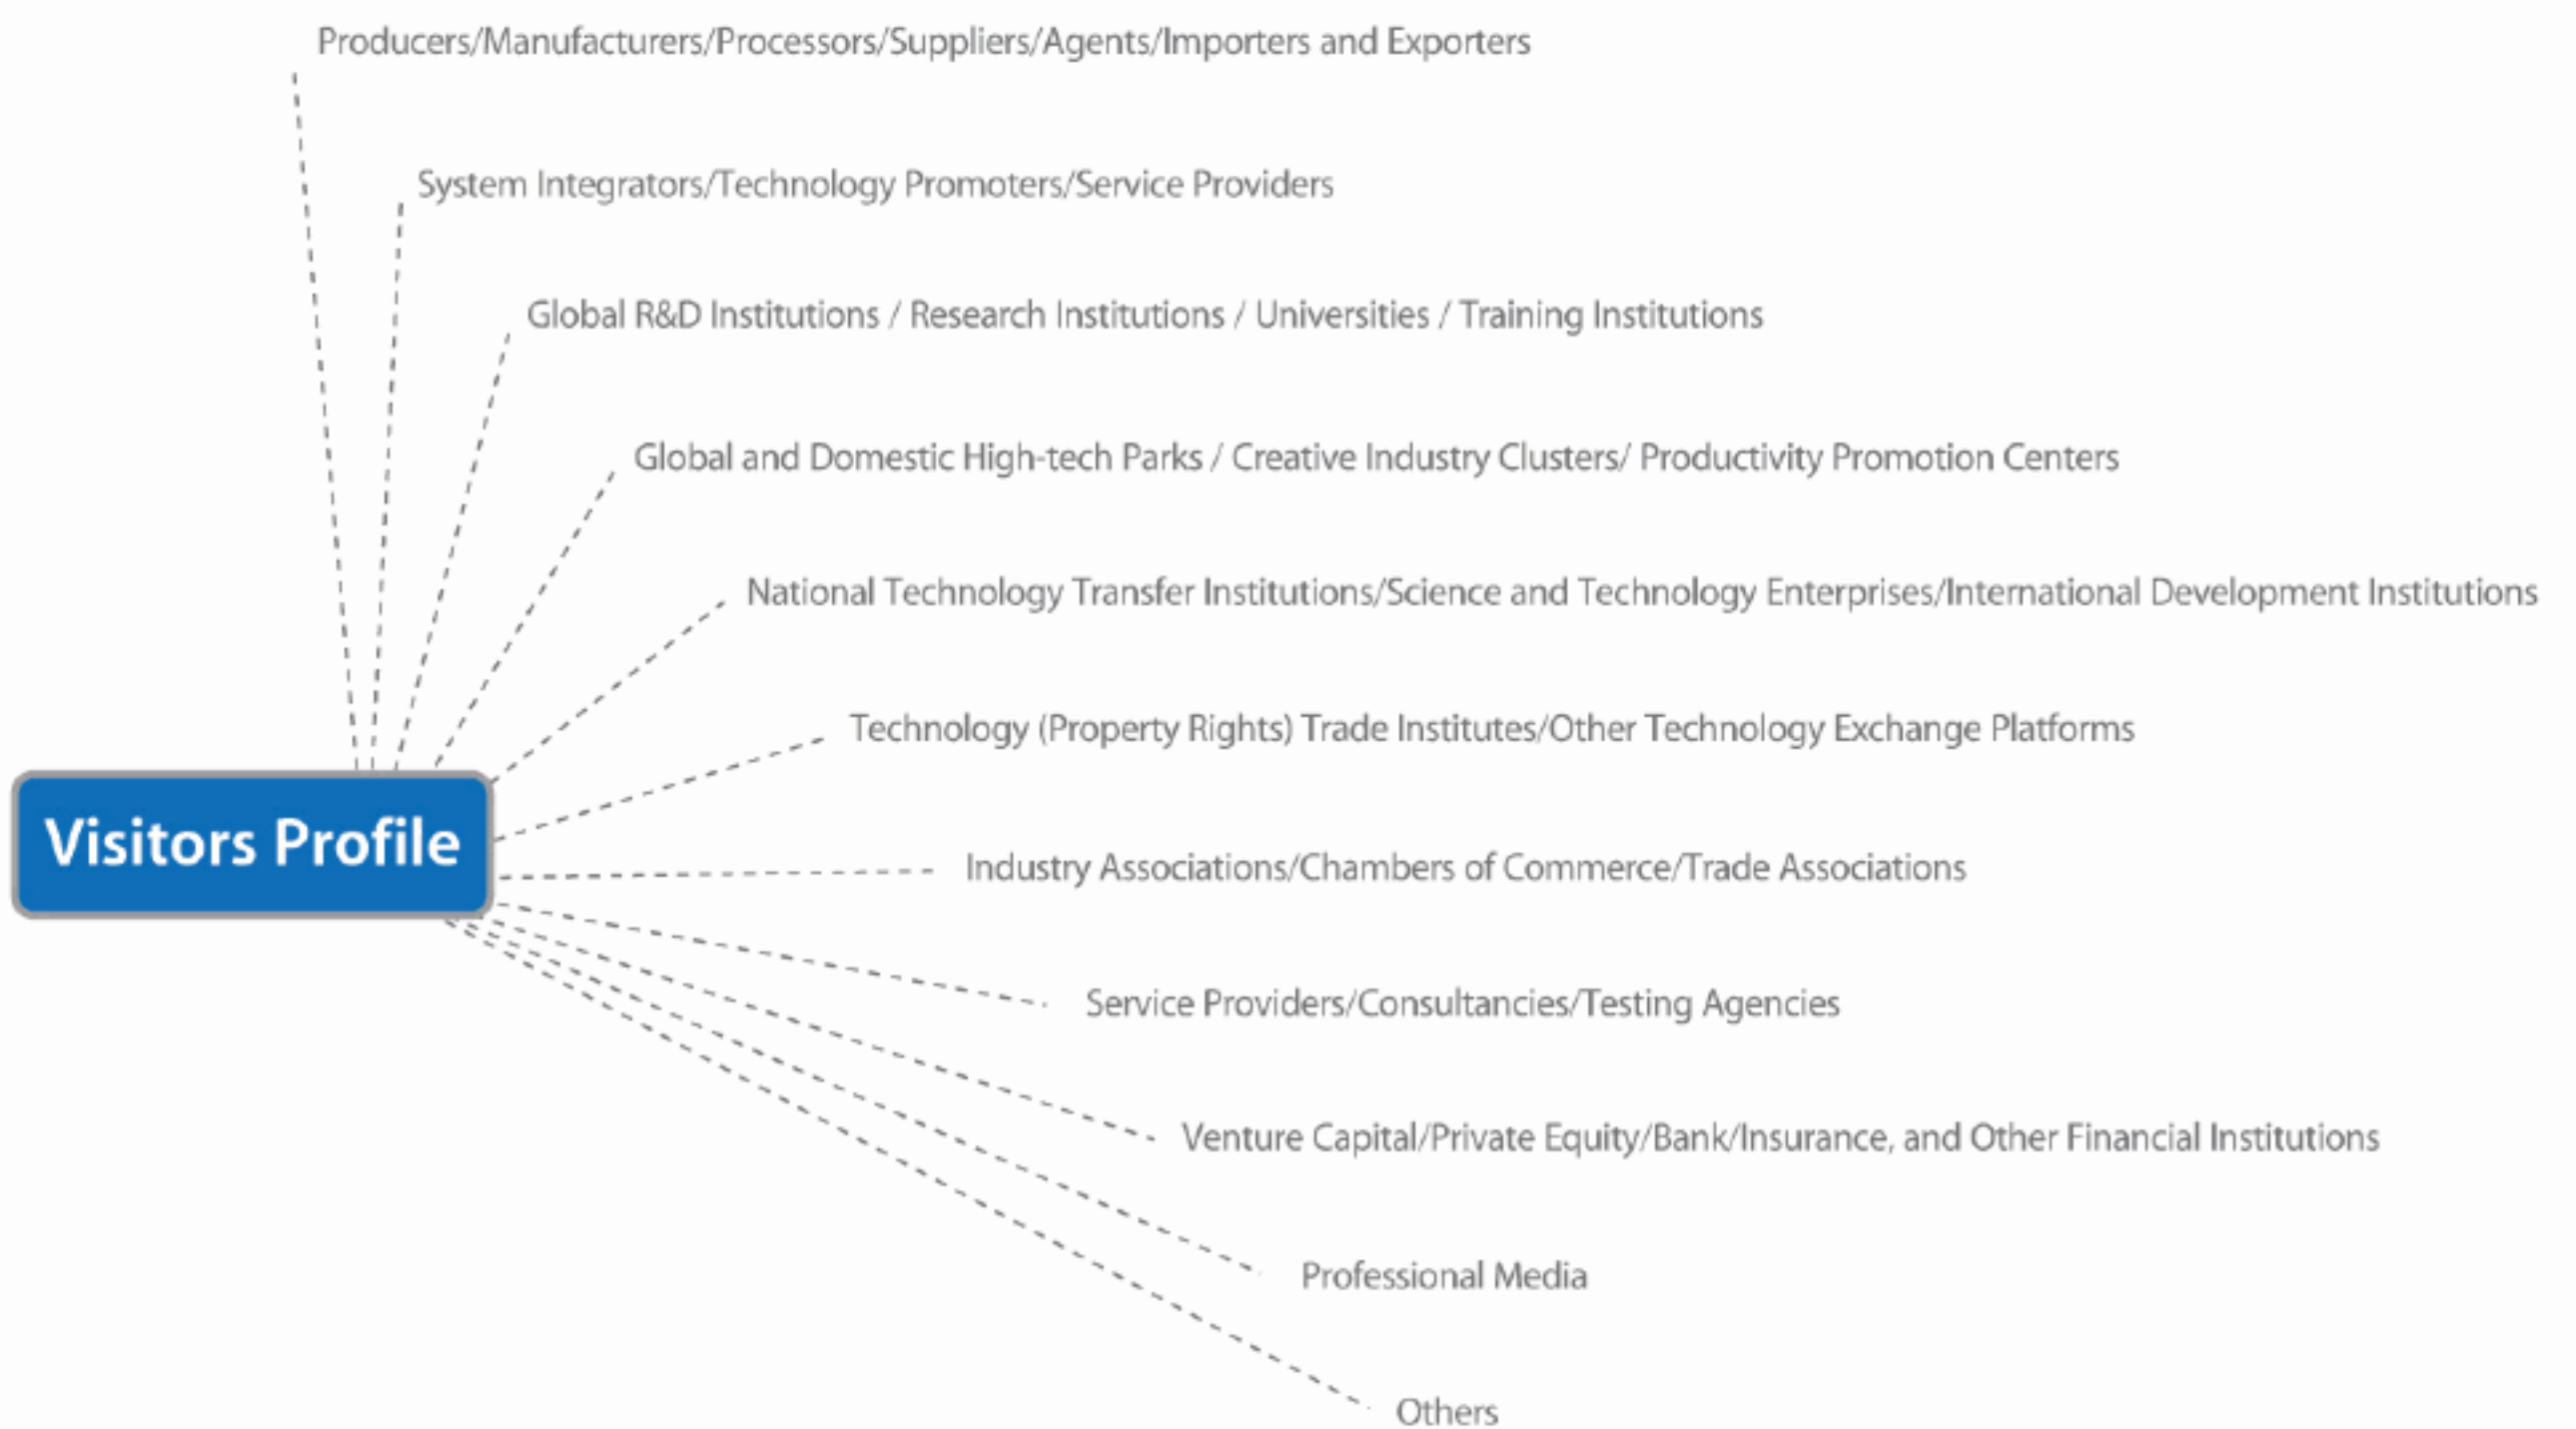 Producers/Manufacturers/Processors/Suppliers/Agents/Importers and Exporters
System Integrators/Technology Promoters/Service Providers
Global R&D Institutions / Research Institutions / Universities / Training Institutions
Global and Domestic High-tech Parks / Creative Industry Clusters/ Productivity Promotion Centers
National Technology Transfer Institutions/Science and Technology Enterprises/International Development Institutions
Technology (Property Rights) Trade Institutes/Other Technology Exchange Platforms
Visitors Profile
Industry Associations/Chambers of Commerce/Trade Associations
Service Providers/Consultancies/Testing Agencies
Venture Capital/Private Equity/Bank/Insurance, and Other Financial Institutions
Professional Media
Others